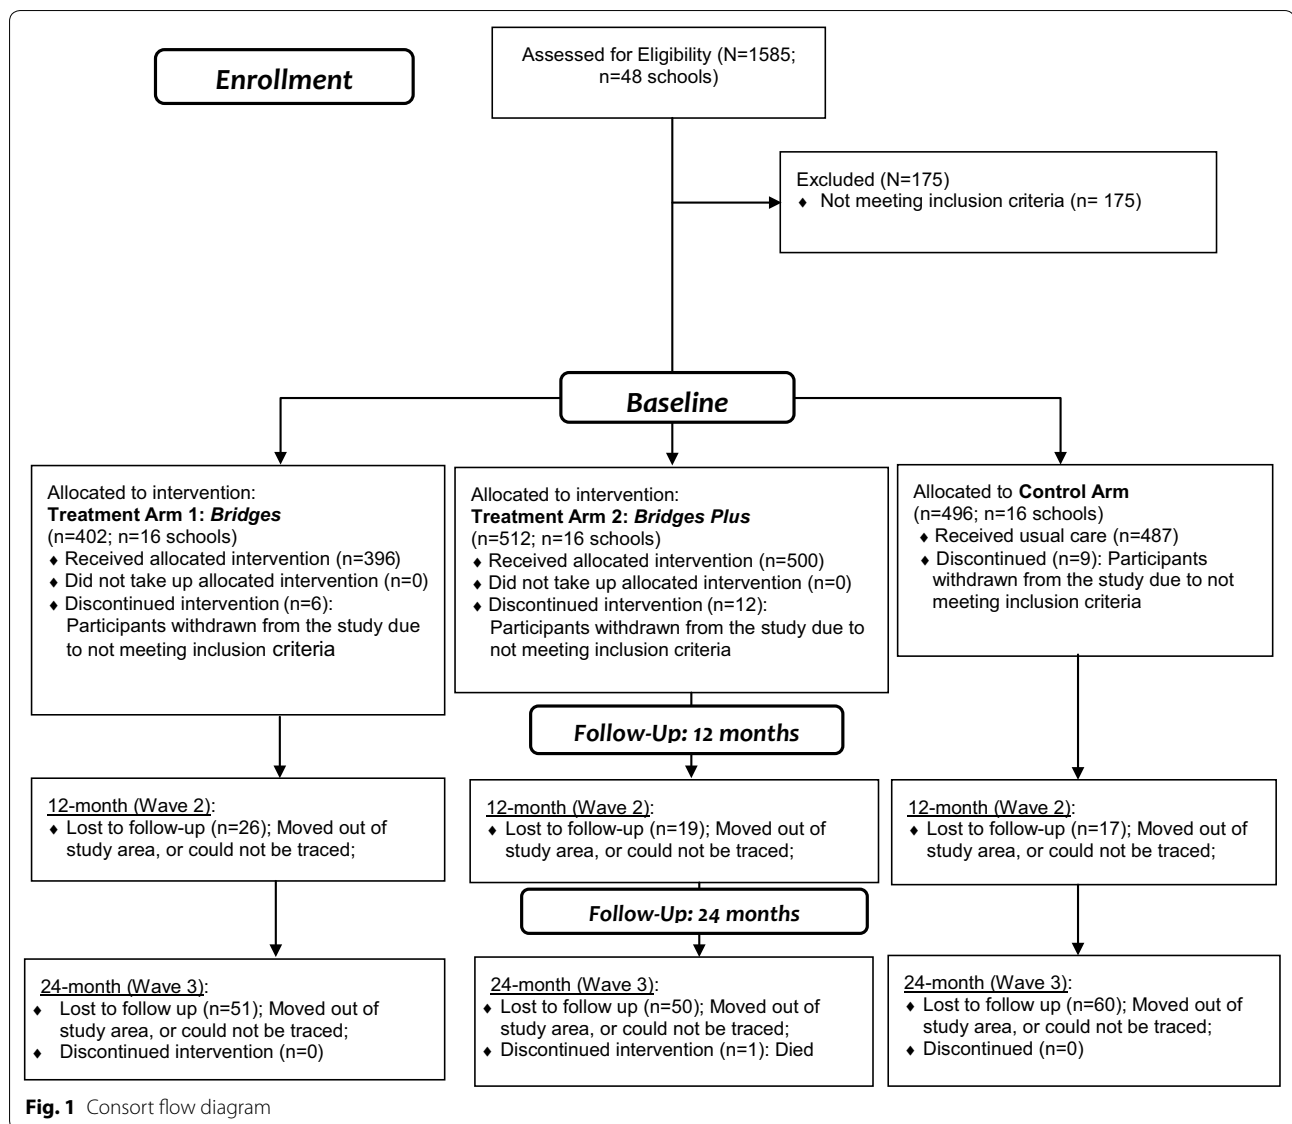 Enrollment
Assessed for Eligibility (N=1585;
n=48 schools)
Excluded (N=175)
♦ Not meeting inclusion criteria (n= 175)
Baseline
Allocated to intervention:
Treatment Arm 1: Bridges
(n=402; n=16 schools)
♦ Received allocated intervention (n=396)
♦ Did not take up allocated intervention (n=0)
♦ Discontinued intervention (n=6):
Participants withdrawn from the study due
to not meeting inclusion criteria
Allocated to intervention:
Treatment Arm 2: Bridges Plus
(n=512; n=16 schools)
♦ Received allocated intervention (n=500)
♦ Did not take up allocated intervention (n=0)
♦ Discontinued intervention (n=12):
Participants withdrawn from the study due to
not meeting inclusion criteria
Allocated to Control Arm
(n=496; n=16 schools)
♦ Received usual care (n=487)
♦ Discontinued (n=9): Participants
withdrawn from the study due to not
meeting inclusion criteria
Follow-Up: 12 months
12-month (Wave 2):
♦ Lost to follow-up (n=26); Moved out of
study area, or could not be traced;
12-month (Wave 2):
♦ Lost to follow-up (n=19); Moved out of
study area, or could not be traced;
12-month (Wave 2):
♦ Lost to follow-up (n=17); Moved out of
study area, or could not be traced;
Follow-Up: 24 months
24-month (Wave 3):
♦ Lost to follow up (n=51); Moved out of
study area, or could not be traced;
♦ Discontinued intervention (n=0)
24-month (Wave 3):
♦ Lost to follow up (n=50); Moved out of
study area, or could not be traced;
♦ Discontinued intervention (n=1): Died
24-month (Wave 3):
♦ Lost to follow up (n=60); Moved out of
study area, or could not be traced;
♦ Discontinued (n=0)
Fig. 1 Consort flow diagram